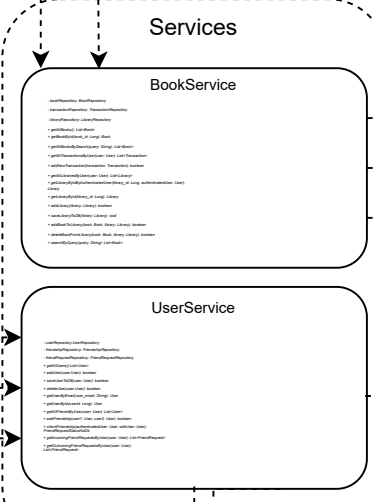 Services
BookService
- bookRepository: BookRepository
- transactionRepository: TransactionRepository
- libraryRepository: LibraryRepository
+ getAllBooks(): List<Book>
+ getBookById(book_id: Long): Book
+ getAllBooksBySearch(query: String): List<Book>
+ getAllTransactionsByUser(user: User): List<Transaction>
+ addNewTransaction(transaction: Transaction): boolean
+ getAllLibrariesByUser(user: User): List<Library>
+ getLibraryByIdByAuthenticatedUser(library_id: Long, authenticatedUser: User):
Library
+ getLibraryById(library_id: Long): Library
+ addLibrary(library: Library): boolean
+ saveLibraryToDB(library: Library): void
+ addBookToLibrary(book: Book, library: Library): boolean
+ deleteBookFromLibrary(book: Book, library: Library): boolean
+ searchByQuery(query: String): List<Book>
UserService
- userRepository:UserRepository
- friendshipRepository: FriendshipRepository
- friendRequestRepository: FriendRequestRepository
+ getAllUsers():List<User>
+ addUser(user:User): boolean
+ saveUserToDB(user: User): boolean
+ deleteUser(user:User): boolean
+ getUserByEmail(user_email: String): User
+ getUserById(userId: Long): User
+ getAllFriendsByUser(user: User): List<User>
+ addFriendship(user1: User, user2: User): boolean
+ checkFriendship(authenticatedUser: User, withUser: User):
FriendRequestStatusNoDb
+ getIncomingFriendRequestsByUser(user: User): List<FriendRequest>
+ getOutcomingFriendRequestsByUser(user: User):
List<FriendRequest>